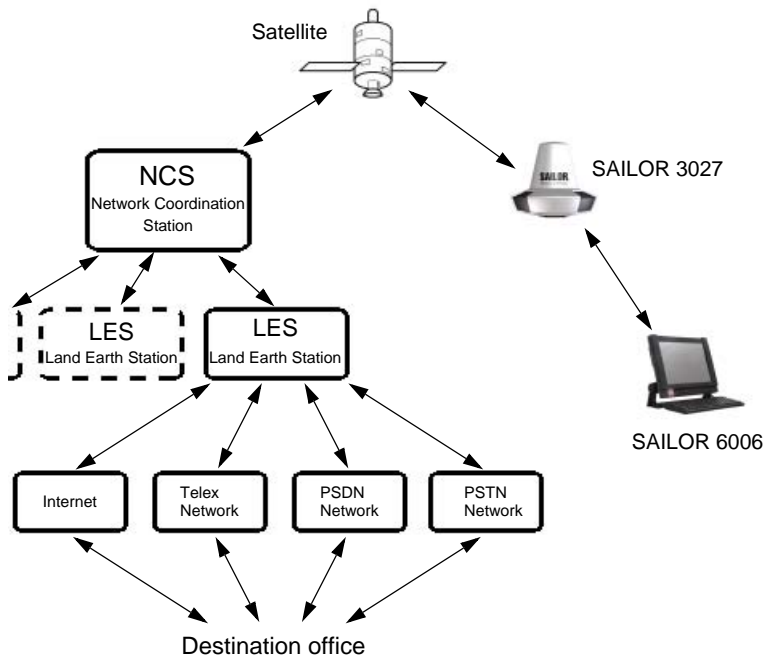 Satellite
NCS
Network Coordination
Station
SAILOR
SAILOR 3027
LES
Land Earth Station
LES
Land Earth Station
SAILOR 6006
Internet
Telex
Network
PSDN
Network
PSTN
Network
Destination office